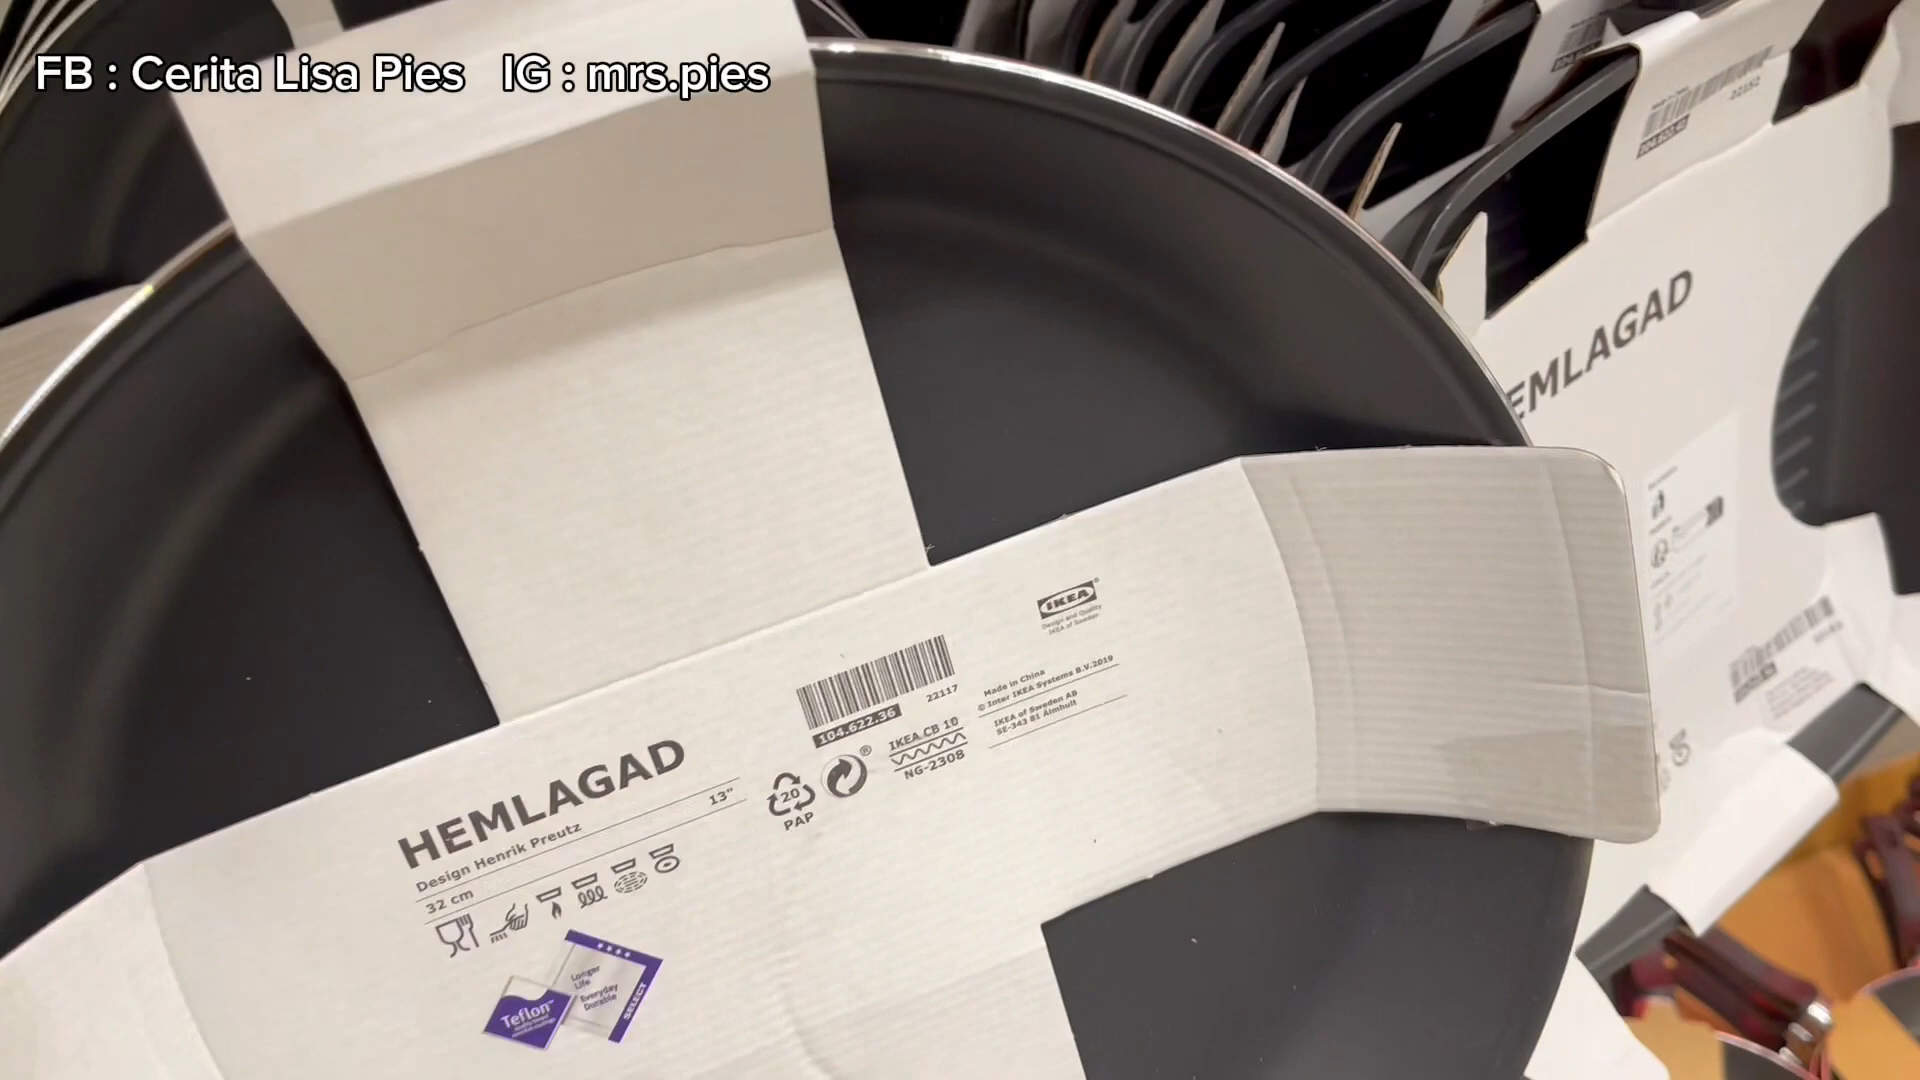 FB : Cerita Lisa Pies IG : mrs.pies
HEMLAGAD
IKEA®
Design and Quality
IKEA of Sweden
22117
104.622.36
Made in China
© Inter IKEA Systems B.V.2019
IKEA of Sweden AB
SE-343 81 Älmhult
IKEA CB 10
NG-2308
20
PAP
HEMLAGAD
Design Henrik Preutz
32 cm 13"
Teflon™
Longer
Life
Everyday
Durable
SELECT